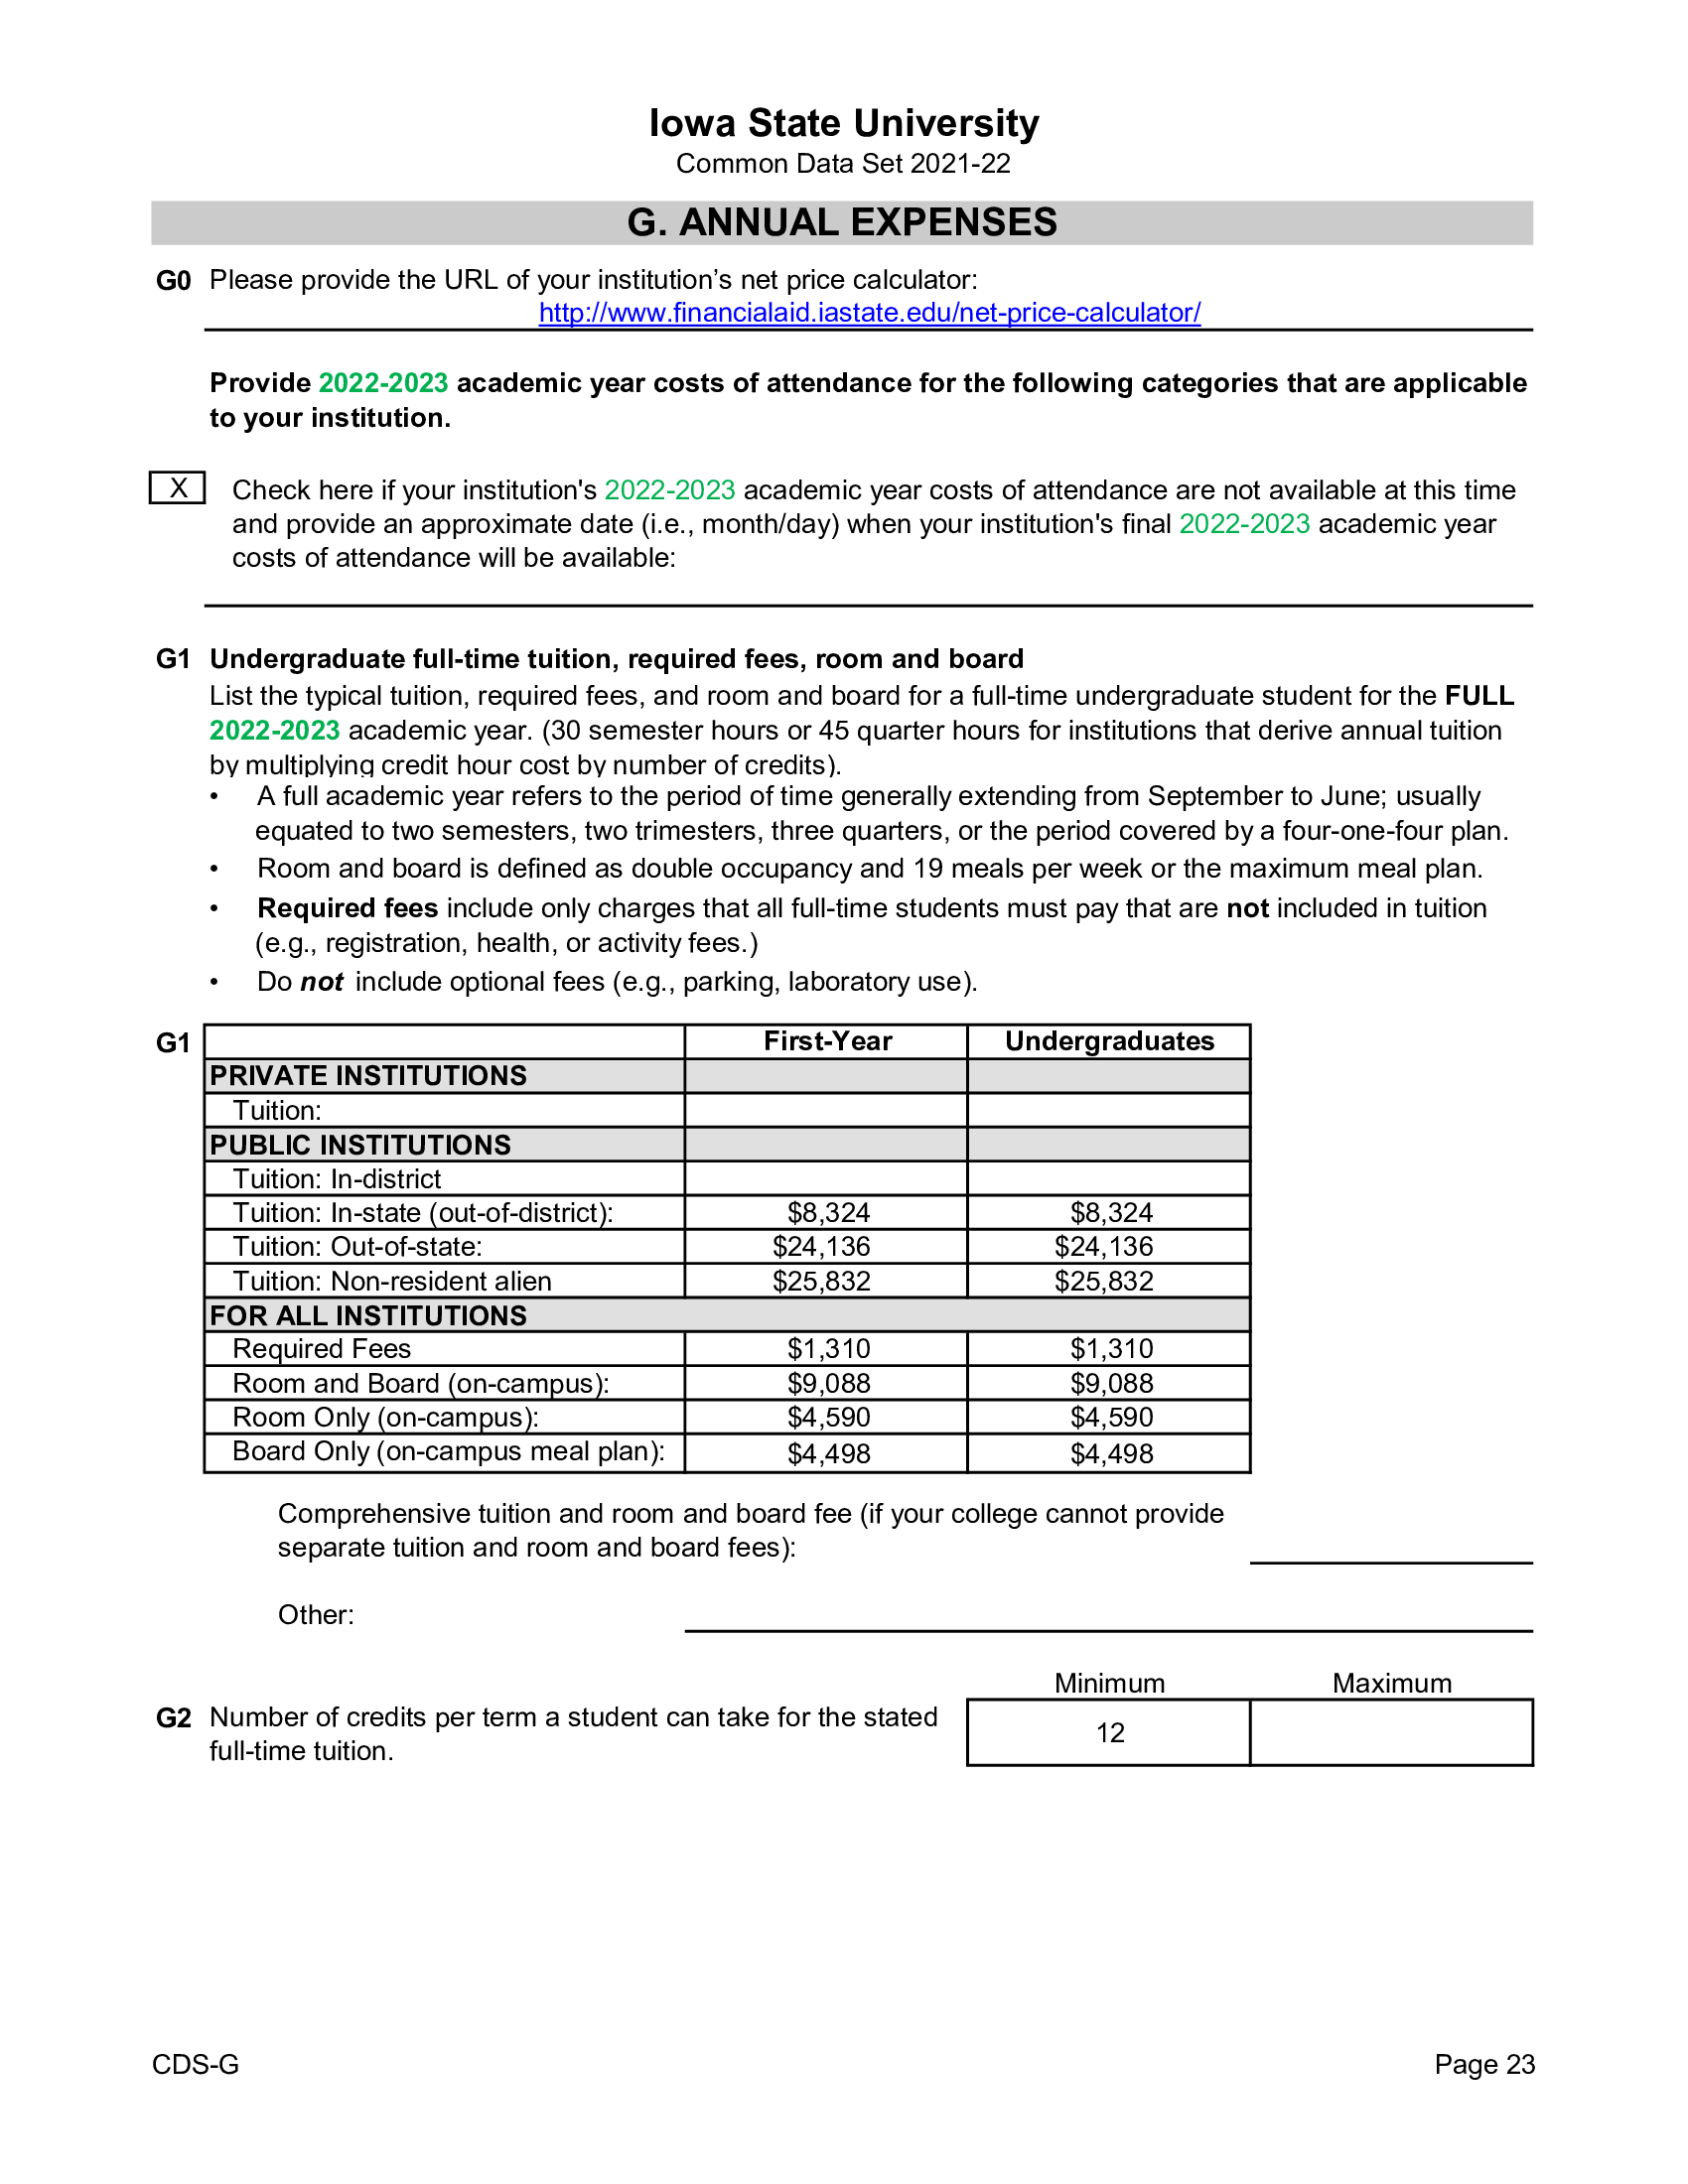 Iowa State University
Common Data Set 2021-22
G. ANNUAL EXPENSES
G0 Please provide the URL of your institution’s net price calculator:
http://www.financialaid.iastate.edu/net-price-calculator/
Provide 2022-2023 academic year costs of attendance for the following categories that are applicable
to your institution.
X Check here if your institution's 2022-2023 academic year costs of attendance are not available at this time
and provide an approximate date (i.e., month/day) when your institution's final 2022-2023 academic year
costs of attendance will be available:
G1 Undergraduate full-time tuition, required fees, room and board
List the typical tuition, required fees, and room and board for a full-time undergraduate student for the FULL
2022-2023 academic year. (30 semester hours or 45 quarter hours for institutions that derive annual tuition
by multiplying credit hour cost by number of credits).
• A full academic year refers to the period of time generally extending from September to June; usually
equated to two semesters, two trimesters, three quarters, or the period covered by a four-one-four plan.
• Room and board is defined as double occupancy and 19 meals per week or the maximum meal plan.
• Required fees include only charges that all full-time students must pay that are not included in tuition
(e.g., registration, health, or activity fees.)
• Do not include optional fees (e.g., parking, laboratory use).
G1 First-Year Undergraduates
PRIVATE INSTITUTIONS
Tuition:
PUBLIC INSTITUTIONS
Tuition: In-district
Tuition: In-state (out-of-district): $8,324 $8,324
Tuition: Out-of-state: $24,136 $24,136
Tuition: Non-resident alien $25,832 $25,832
FOR ALL INSTITUTIONS
Required Fees $1,310 $1,310
Room and Board (on-campus): $9,088 $9,088
Room Only (on-campus): $4,590 $4,590
Board Only (on-campus meal plan): $4,498 $4,498
Comprehensive tuition and room and board fee (if your college cannot provide
separate tuition and room and board fees):
Other:
Minimum Maximum
G2 Number of credits per term a student can take for the stated
full-time tuition.
12
CDS-G Page 23